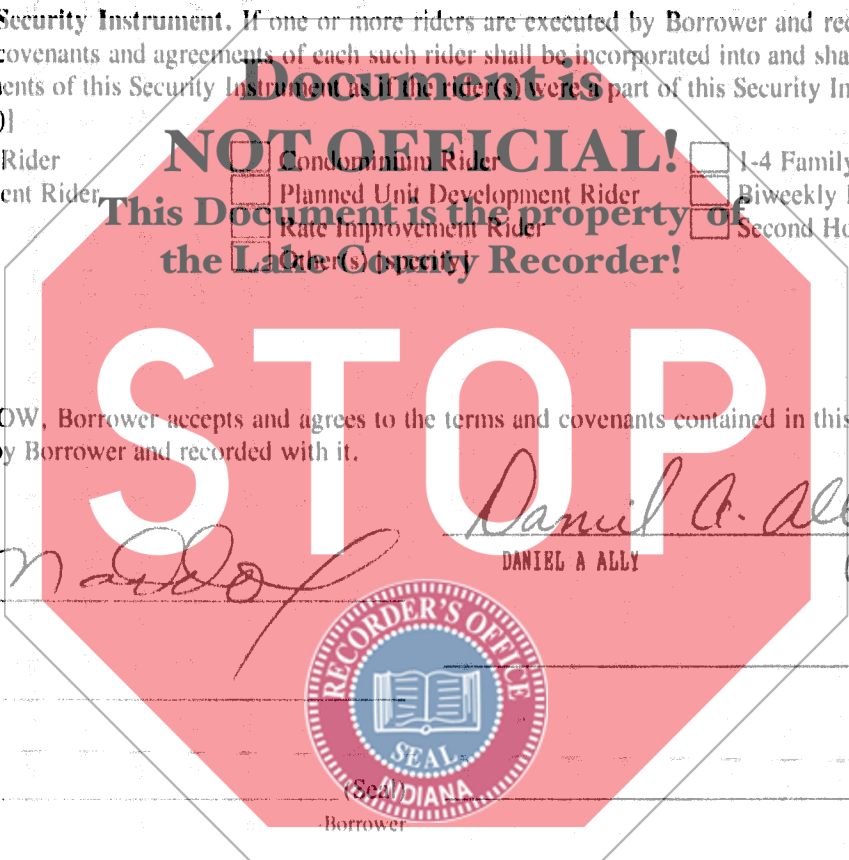 Security Instrument. If one or more riders are executed by Borrower and rec
covenants and agreements of each such rider shall be incorporated into and sha
ents of this Security Instrument as if the rider(s) were a part of this Security In
)]
Document is
NOT OFFICIAL!
This Document is the property of
the Lake County Recorder!
Rider Condominium Rider 1-4 Family
ent Rider Planned Unit Development Rider Biweekly
Rate Improvement Rider Second Ho
Other(s) [specify]
STOP
OW, Borrower accepts and agrees to the terms and covenants contained in this
y Borrower and recorded with it.
Daniel A. All
DANIEL A ALLY
RECORDER'S OFFICE
SEAL
INDIANA
(Seal)
-Borrower